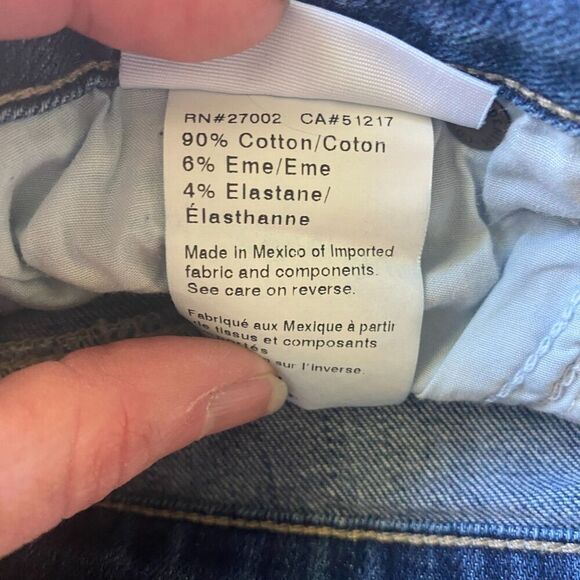 RN#27002 CA#51217
90% Cotton/Coton
6% Eme/Eme
4% Elastane/
Élasthanne
Made in Mexico of Imported
fabric and components.
See care on reverse.
Fabriqué aux Mexique à partir
tissus et composants
sur l'inverse.